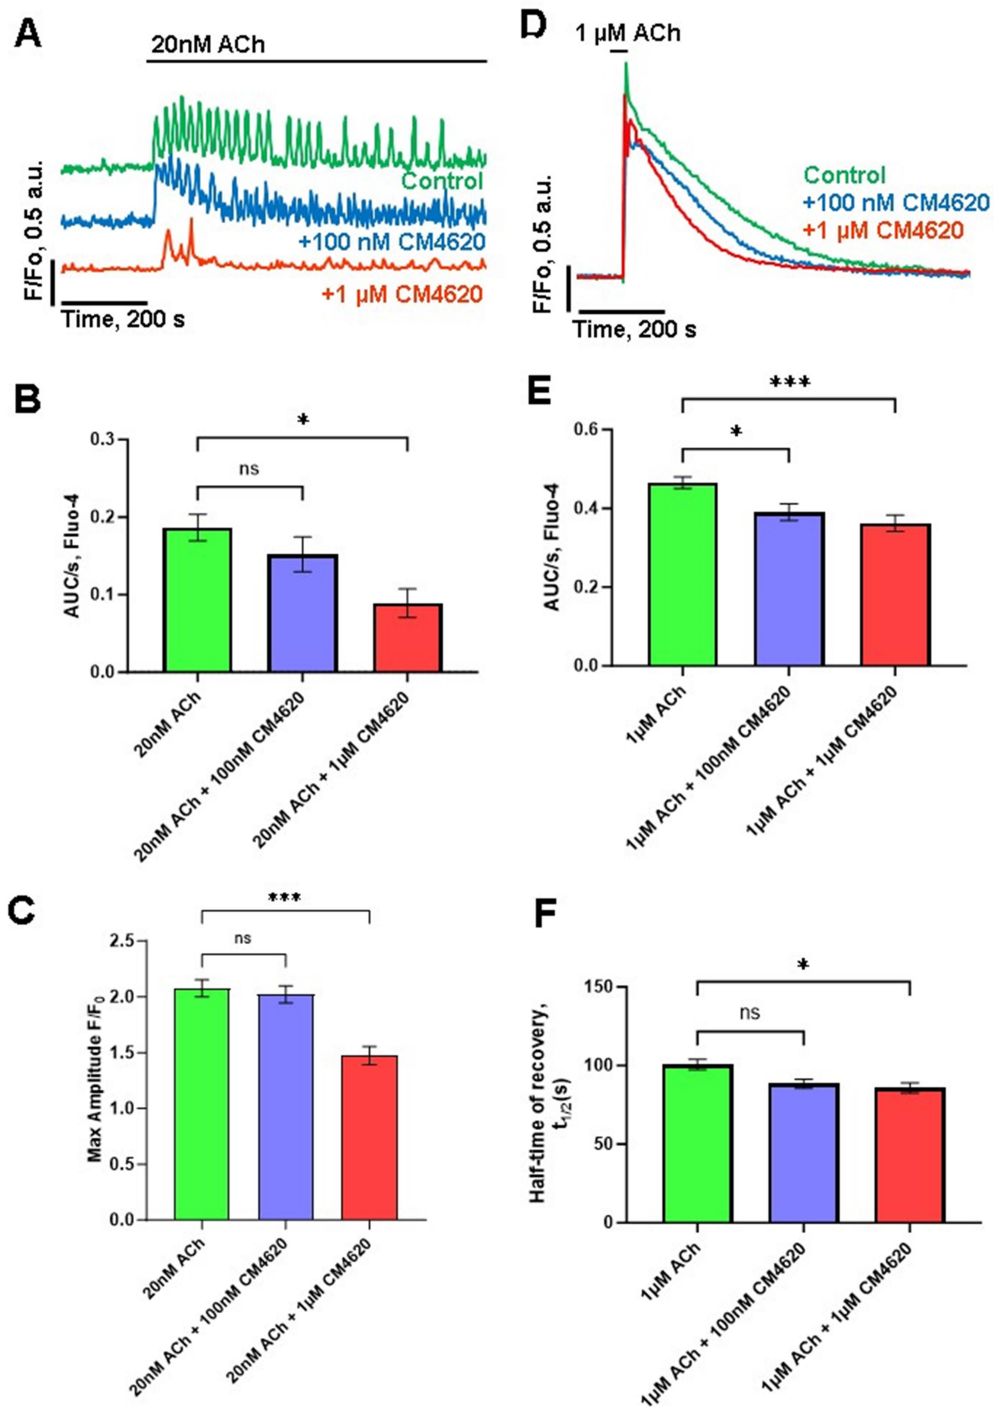 A
20nM ACh
Control
+100 nM CM4620
+1 µM CM4620
F/Fo, 0.5 a.u.
Time, 200 s
D
1 µM ACh
Control
+100 nM CM4620
+1 µM CM4620
F/Fo, 0.5 a.u.
Time, 200 s
B
*
ns
0.3
0.2
0.1
0.0
AUC/s, Fluo-4
20nM ACh
20nM ACh + 100nM CM4620
20nM ACh + 1µM CM4620
E
***
*
0.6
0.4
0.2
0.0
AUC/s, Fluo-4
1µM ACh
1µM ACh + 100nM CM4620
1µM ACh + 1µM CM4620
C
***
ns
2.5
2.0
1.5
1.0
0.5
0.0
Max Amplitude F/F₀
20nM ACh
20nM ACh + 100nM CM4620
20nM ACh + 1µM CM4620
F
*
ns
150
100
50
0
Half-time of recovery,
t1/2(s)
1µM ACh
1µM ACh + 100nM CM4620
1µM ACh + 1µM CM4620